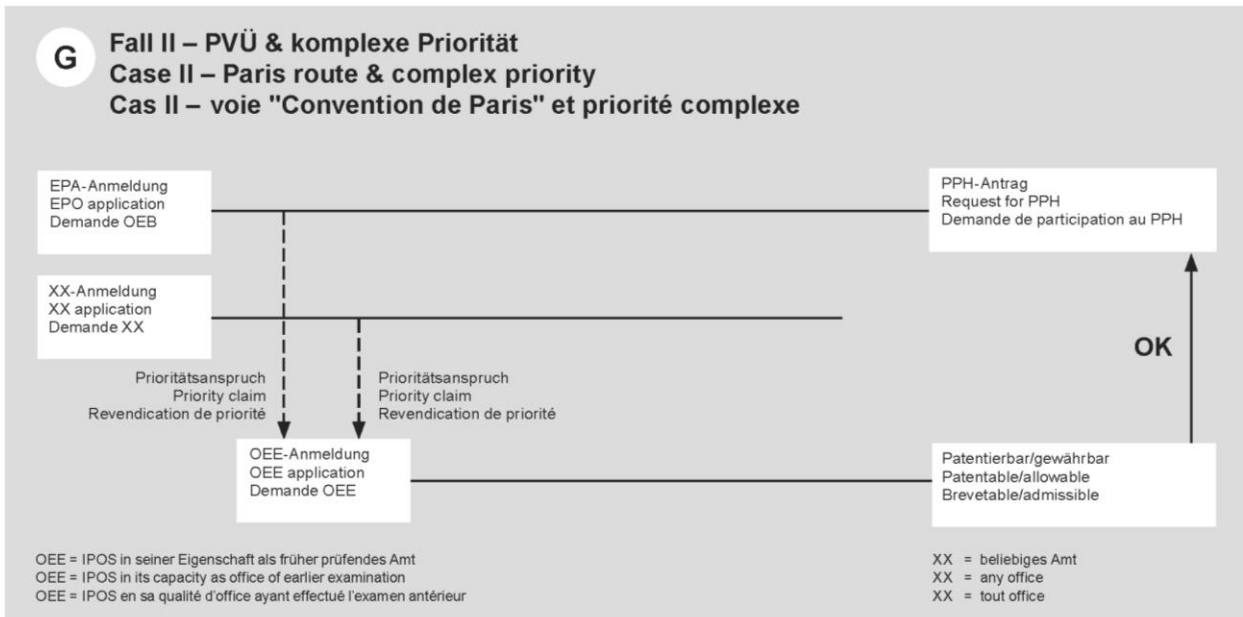 G
Fall II – PVÜ & komplexe Priorität
Case II – Paris route & complex priority
Cas II – voie "Convention de Paris" et priorité complexe
EPA-Anmeldung
EPO application
Demande OEB
PPH-Antrag
Request for PPH
Demande de participation au PPH
XX-Anmeldung
XX application
Demande XX
OK
Prioritätsanspruch
Priority claim
Revendication de priorité
Prioritätsanspruch
Priority claim
Revendication de priorité
OEE-Anmeldung
OEE application
Demande OEE
Patentierbar/gewährbar
Patentable/allowable
Brevetable/admissible
OEE = IPOS in seiner Eigenschaft als früher prüfendes Amt
OEE = IPOS in its capacity as office of earlier examination
OEE = IPOS en sa qualité d'office ayant effectué l'examen antérieur
XX = beliebiges Amt
XX = any office
XX = tout office